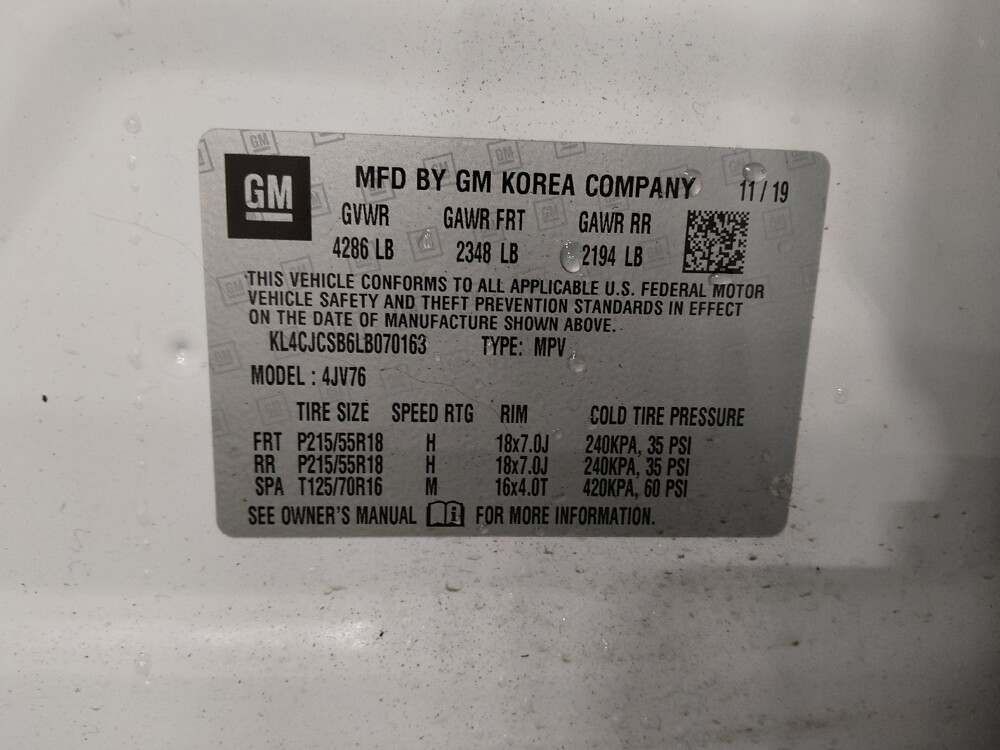 GM
MFD BY GM KOREA COMPANY 11 / 19
GVWR GAWR FRT GAWR RR
4286 LB 2348 LB 2194 LB
THIS VEHICLE CONFORMS TO ALL APPLICABLE U.S. FEDERAL MOTOR
VEHICLE SAFETY AND THEFT PREVENTION STANDARDS IN EFFECT
ON THE DATE OF MANUFACTURE SHOWN ABOVE.
KL4CJCSB6LB070163 TYPE: MPV
MODEL : 4JV76
TIRE SIZE SPEED RTG RIM COLD TIRE PRESSURE
FRT P215/55R18 H 18x7.0J 240KPA, 35 PSI
RR P215/55R18 H 18x7.0J 240KPA, 35 PSI
SPA T125/70R16 M 16x4.0T 420KPA, 60 PSI
SEE OWNER'S MANUAL i FOR MORE INFORMATION.